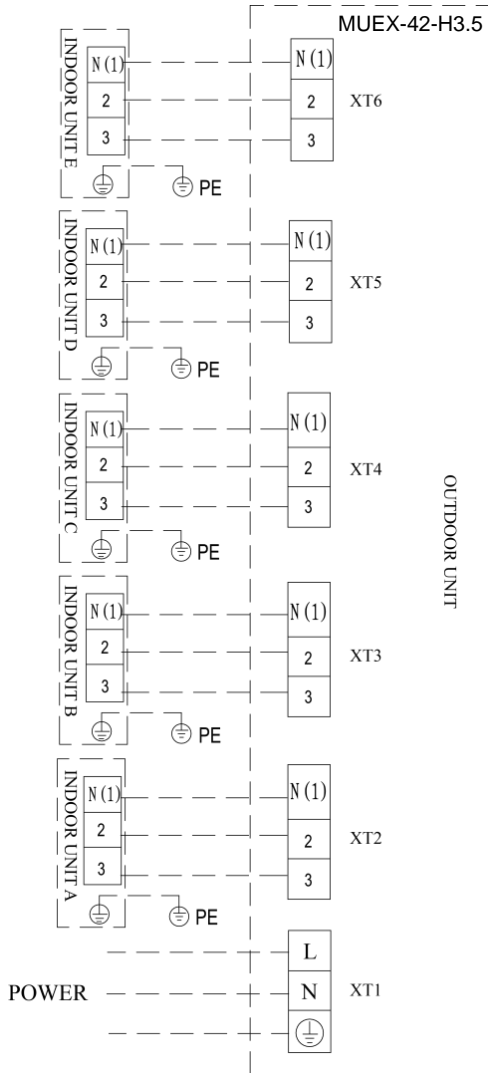 MUEX-42-H3.5
INDOOR UNIT E
N(1) N(1)
2 2 XT6
3 3
PE
INDOOR UNIT D
N(1) N(1)
2 2 XT5
3 3
PE
INDOOR UNIT C
N(1) N(1)
2 2 XT4
3 3
PE
OUTDOOR UNIT
INDOOR UNIT B
N(1) N(1)
2 2 XT3
3 3
PE
INDOOR UNIT A
N(1) N(1)
2 2 XT2
3 3
PE
L
POWER N XT1